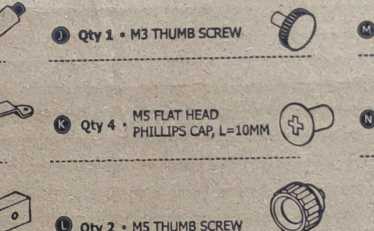 J Qty 1 • M3 THUMB SCREW
M
K Qty 4 • M5 FLAT HEAD
PHILLIPS CAP, L=10MM
N
L Qty 2 • M5 THUMB SCREW